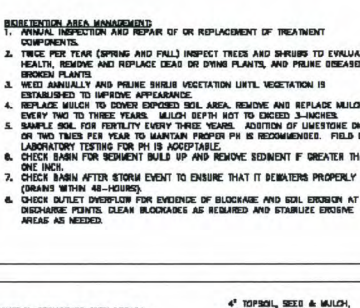 BIORETENTION AREA MANAGEMENT:
1. ANNUAL INSPECTION AND REPAIR OF OR REPLACEMENT OF TREATMENT
COMPONENTS.
2. TWICE PER YEAR (SPRING AND FALL) INSPECT TREES AND SHRUBS TO EVALUA
HEALTH, REMOVE AND REPLACE DEAD OR DYING PLANTS, AND PRUNE DISEASE
BROKEN PLANTS.
3. WEED ANNUALLY AND PRUNE SHRUB VEGETATION UNTIL VEGETATION IS
ESTABLISHED TO IMPROVE APPEARANCE.
4. REPLACE MULCH TO COVER EXPOSED SOIL AREA. REMOVE AND REPLACE MULC
EVERY TWO TO THREE YEARS. MULCH DEPTH NOT TO EXCEED 3-INCHES.
5. SAMPLE SOIL FOR FERTILITY EVERY THREE YEARS. ADDITION OF LIMESTONE ON
OR TWO TIMES PER YEAR TO MAINTAIN PROPER PH IS RECOMMENDED. FIELD O
LABORATORY TESTING FOR PH IS ACCEPTABLE.
6. CHECK BASIN FOR SEDIMENT BUILD UP AND REMOVE SEDIMENT IF GREATER TH
ONE INCH.
7. CHECK BASIN AFTER STORM EVENT TO ENSURE THAT IT DEWATERS PROPERLY
(DRAINS WITHIN 48-HOURS).
8. CHECK OUTLET OVERFLOW FOR EVIDENCE OF BLOCKAGE AND SOIL EROSION AT
DISCHARGE POINTS. CLEAN BLOCKADES AS REQUIRED AND STABILIZE EROSIVE
AREAS AS NEEDED.
4" TOPSOIL, SEED & MULCH,